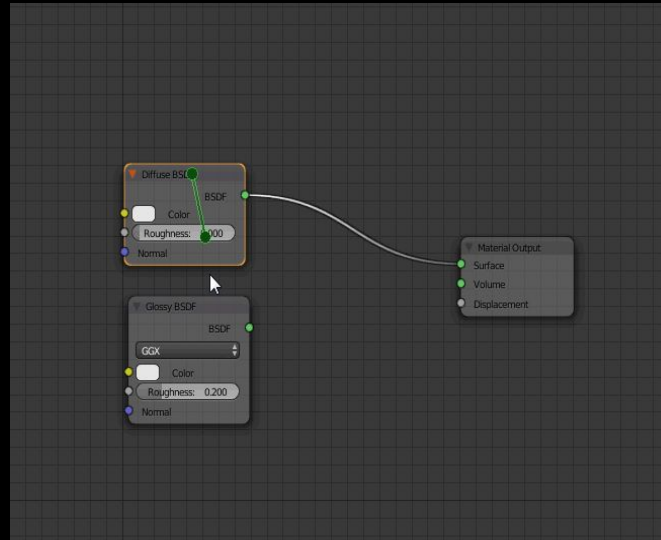 Diffuse
BSDF
Color
Roughness:
Normal
Material Output
Surface
Volume
Displacement
Glossy BSDF
BSDF
GGX
Color
Roughness: 0.200
Normal